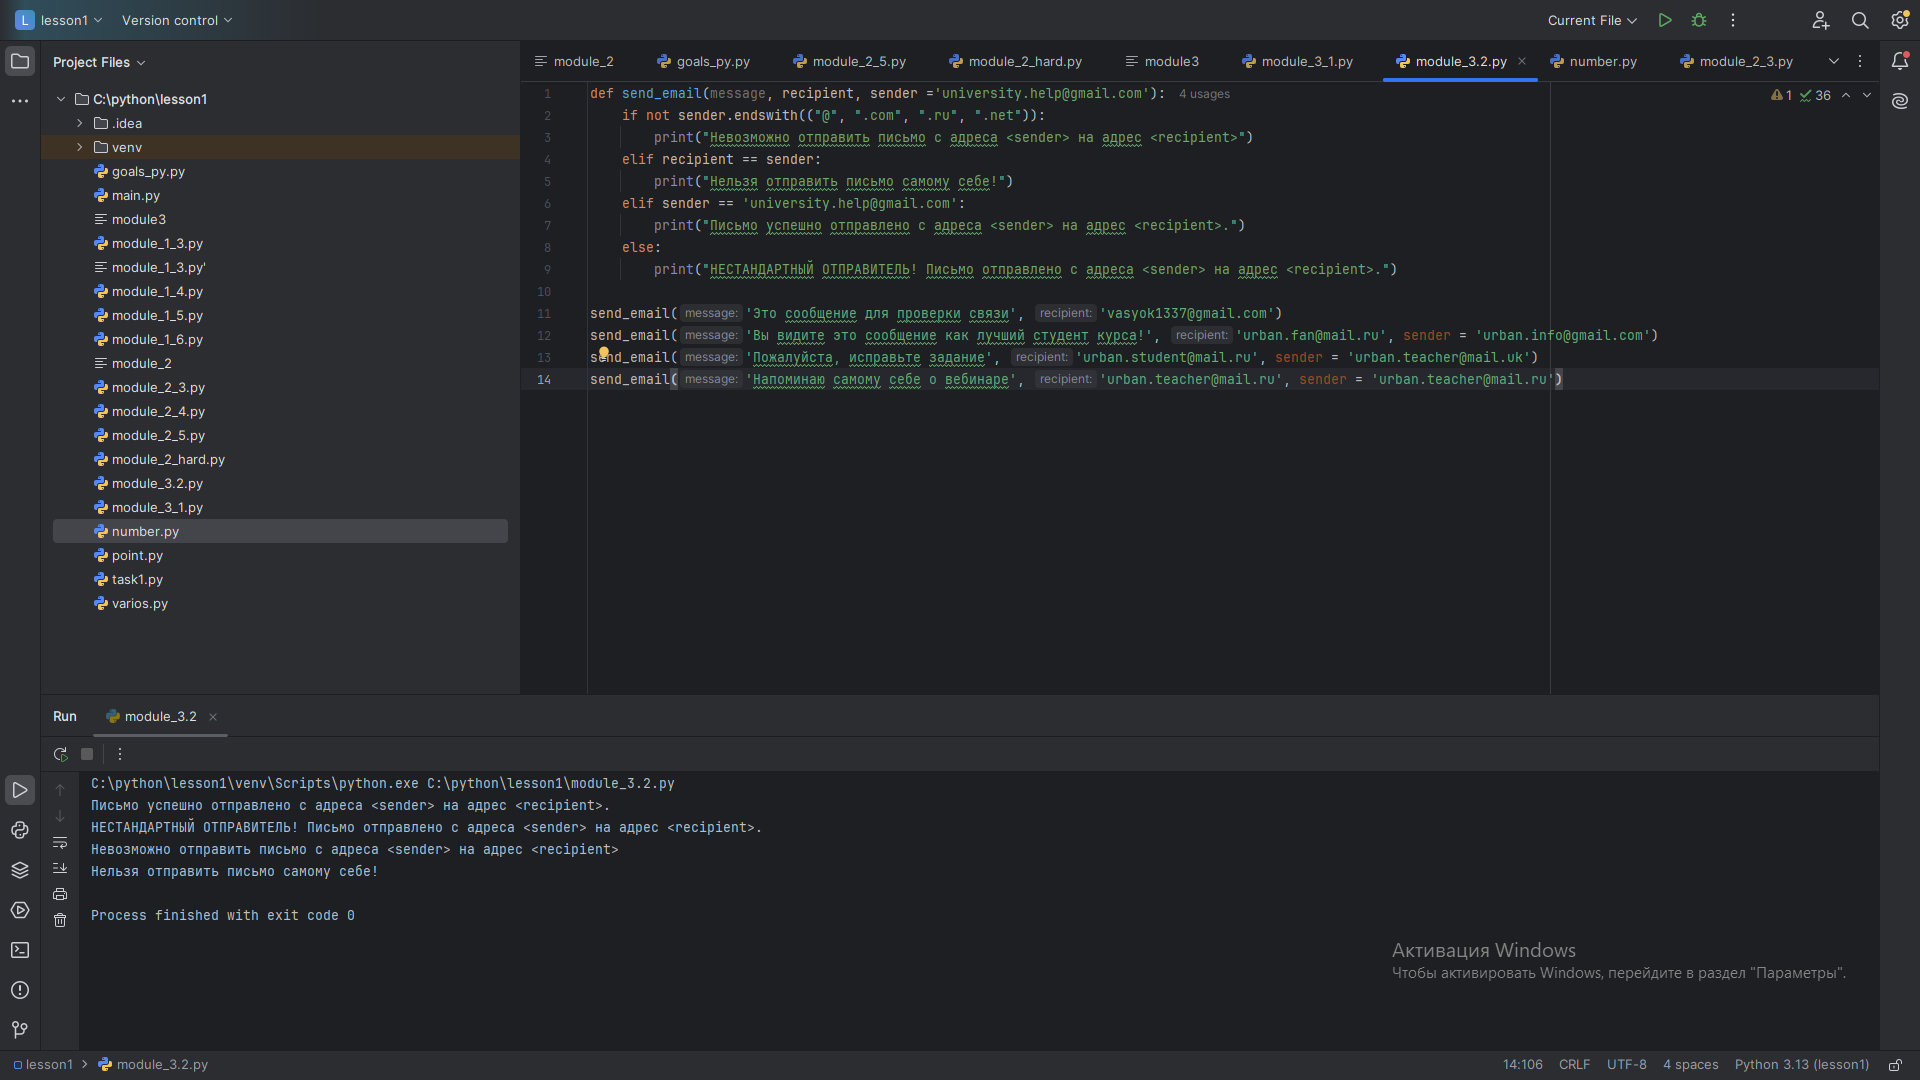 L lesson1 Version control Current File
Project Files
C:\python\lesson1
.idea
venv
goals_py.py
main.py
module3
module_1_3.py
module_1_3.py'
module_1_4.py
module_1_5.py
module_1_6.py
module_2
module_2_3.py
module_2_4.py
module_2_5.py
module_2_hard.py
module_3.2.py
module_3_1.py
number.py
point.py
task1.py
varios.py
module_2 goals_py.py module_2_5.py module_2_hard.py module3 module_3_1.py module_3.2.py number.py module_2_3.py
1 def send_email(message, recipient, sender ='university.help@gmail.com'): 4 usages 1 36
2 if not sender.endswith(("@", ".com", ".ru", ".net")):
3 print("Невозможно отправить письмо с адреса <sender> на адрес <recipient>")
4 elif recipient == sender:
5 print("Нельзя отправить письмо самому себе!")
6 elif sender == 'university.help@gmail.com':
7 print("Письмо успешно отправлено с адреса <sender> на адрес <recipient>.")
8 else:
9 print("НЕСТАНДАРТНЫЙ ОТПРАВИТЕЛЬ! Письмо отправлено с адреса <sender> на адрес <recipient>.")
10
11 send_email( message: 'Это сообщение для проверки связи', recipient: 'vasyok1337@gmail.com')
12 send_email( message: 'Вы видите это сообщение как лучший студент курса!', recipient: 'urban.fan@mail.ru', sender = 'urban.info@gmail.com')
13 send_email( message: 'Пожалуйста, исправьте задание', recipient: 'urban.student@mail.ru', sender = 'urban.teacher@mail.uk')
14 send_email( message: 'Напоминаю самому себе о вебинаре', recipient: 'urban.teacher@mail.ru', sender = 'urban.teacher@mail.ru')
Run module_3.2
C:\python\lesson1\venv\Scripts\python.exe C:\python\lesson1\module_3.2.py
Письмо успешно отправлено с адреса <sender> на адрес <recipient>.
НЕСТАНДАРТНЫЙ ОТПРАВИТЕЛЬ! Письмо отправлено с адреса <sender> на адрес <recipient>.
Невозможно отправить письмо с адреса <sender> на адрес <recipient>
Нельзя отправить письмо самому себе!
Process finished with exit code 0
Активация Windows
Чтобы активировать Windows, перейдите в раздел "Параметры".
lesson1 module_3.2.py 14:106 CRLF UTF-8 4 spaces Python 3.13 (lesson1)